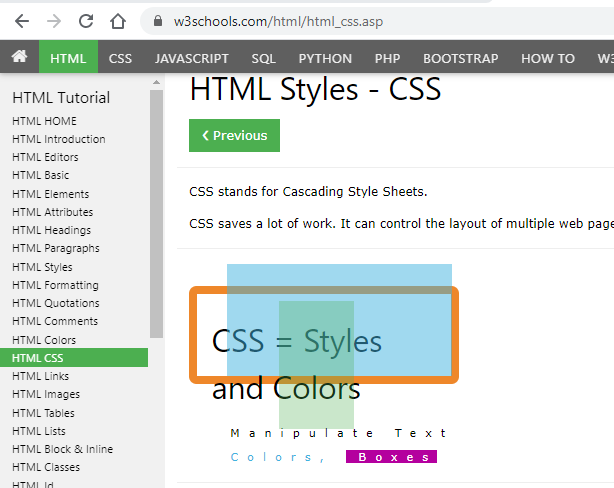 w3schools.com/html/html_css.asp
HTML CSS JAVASCRIPT SQL PYTHON PHP BOOTSTRAP HOW TO W3
HTML Tutorial
HTML HOME
HTML Introduction
HTML Editors
HTML Basic
HTML Elements
HTML Attributes
HTML Headings
HTML Paragraphs
HTML Styles
HTML Formatting
HTML Quotations
HTML Comments
HTML Colors
HTML CSS
HTML Links
HTML Images
HTML Tables
HTML Lists
HTML Block & Inline
HTML Classes
HTML Id
HTML Styles - CSS
❮ Previous
CSS stands for Cascading Style Sheets.
CSS saves a lot of work. It can control the layout of multiple web page
CSS = Styles
and Colors
Manipulate Text
Colors, Boxes